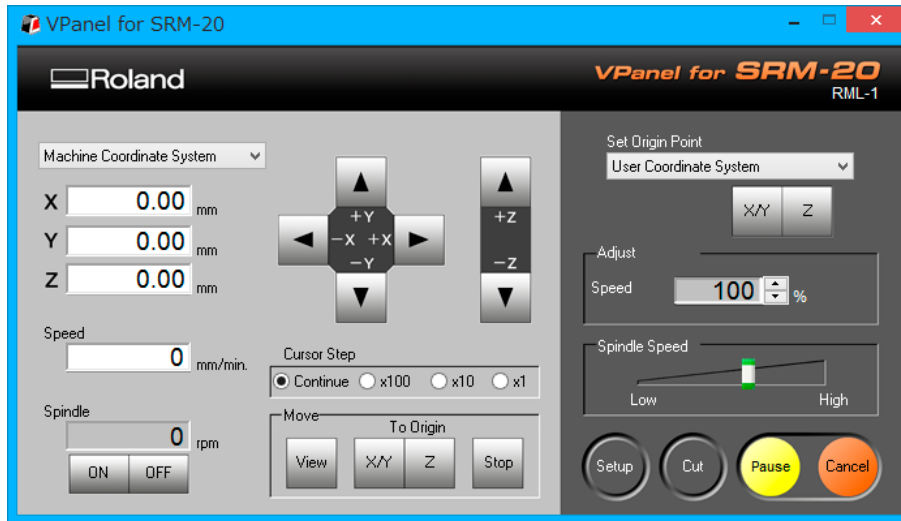 VPanel for SRM-20
Roland
VPanel for SRM-20
RML-1
Machine Coordinate System
X 0.00 mm
Y 0.00 mm
Z 0.00 mm
Speed
0 mm/min.
Spindle
0 rpm
ON OFF
+Y
-X +X
-Y
+Z
-Z
Cursor Step
Continue x100 x10 x1
Move
To Origin
View X/Y Z Stop
Set Origin Point
User Coordinate System
X/Y Z
Adjust
Speed 100 %
Spindle Speed
Low High
Setup Cut Pause Cancel